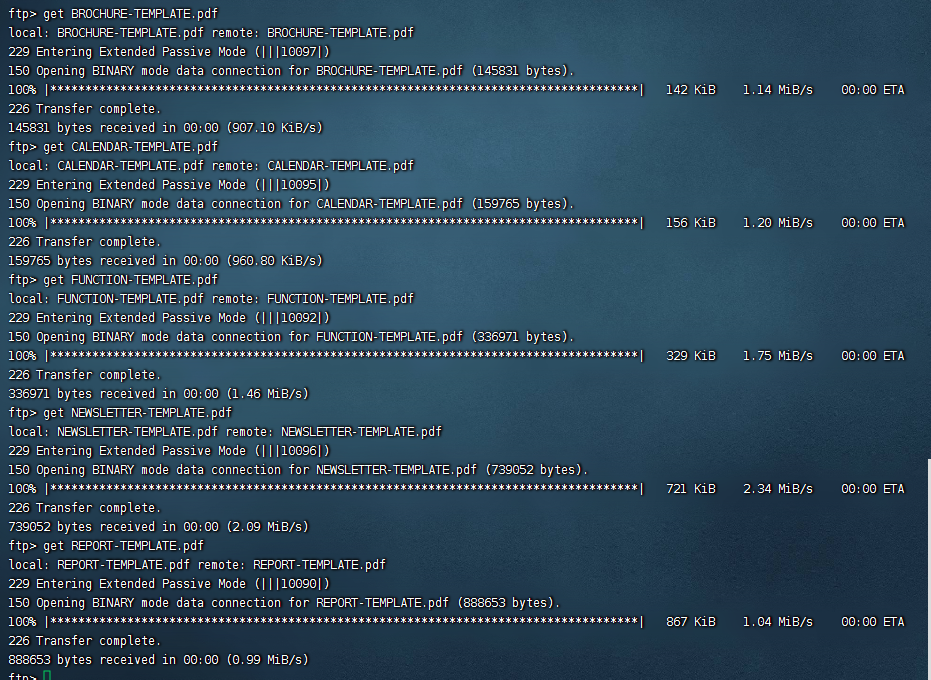 ftp> get BROCHURE-TEMPLATE.pdf
local: BROCHURE-TEMPLATE.pdf remote: BROCHURE-TEMPLATE.pdf
229 Entering Extended Passive Mode (|||10097|)
150 Opening BINARY mode data connection for BROCHURE-TEMPLATE.pdf (145831 bytes).
100% |************************************************************************************| 142 KiB 1.14 MiB/s 00:00 ETA
226 Transfer complete.
145831 bytes received in 00:00 (907.10 KiB/s)
ftp> get CALENDAR-TEMPLATE.pdf
local: CALENDAR-TEMPLATE.pdf remote: CALENDAR-TEMPLATE.pdf
229 Entering Extended Passive Mode (|||10095|)
150 Opening BINARY mode data connection for CALENDAR-TEMPLATE.pdf (159765 bytes).
100% |************************************************************************************| 156 KiB 1.20 MiB/s 00:00 ETA
226 Transfer complete.
159765 bytes received in 00:00 (960.80 KiB/s)
ftp> get FUNCTION-TEMPLATE.pdf
local: FUNCTION-TEMPLATE.pdf remote: FUNCTION-TEMPLATE.pdf
229 Entering Extended Passive Mode (|||10092|)
150 Opening BINARY mode data connection for FUNCTION-TEMPLATE.pdf (336971 bytes).
100% |************************************************************************************| 329 KiB 1.75 MiB/s 00:00 ETA
226 Transfer complete.
336971 bytes received in 00:00 (1.46 MiB/s)
ftp> get NEWSLETTER-TEMPLATE.pdf
local: NEWSLETTER-TEMPLATE.pdf remote: NEWSLETTER-TEMPLATE.pdf
229 Entering Extended Passive Mode (|||10096|)
150 Opening BINARY mode data connection for NEWSLETTER-TEMPLATE.pdf (739052 bytes).
100% |************************************************************************************| 721 KiB 2.34 MiB/s 00:00 ETA
226 Transfer complete.
739052 bytes received in 00:00 (2.09 MiB/s)
ftp> get REPORT-TEMPLATE.pdf
local: REPORT-TEMPLATE.pdf remote: REPORT-TEMPLATE.pdf
229 Entering Extended Passive Mode (|||10090|)
150 Opening BINARY mode data connection for REPORT-TEMPLATE.pdf (888653 bytes).
100% |************************************************************************************| 867 KiB 1.04 MiB/s 00:00 ETA
226 Transfer complete.
888653 bytes received in 00:00 (0.99 MiB/s)
ftp>